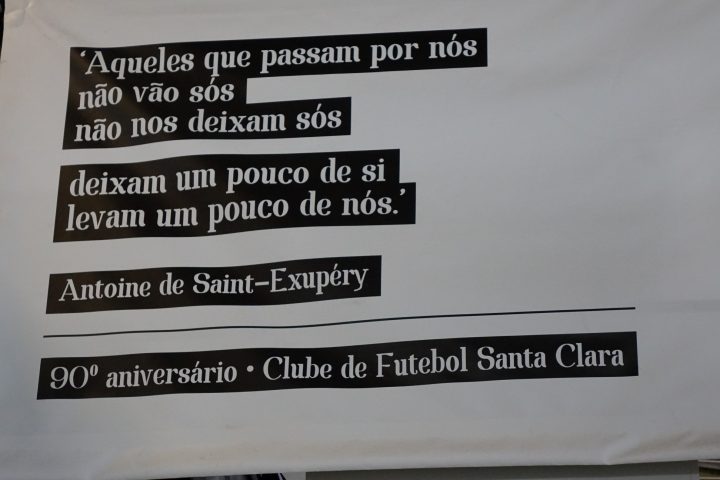 'Aqueles que passam por nós
não vão sós
não nos deixam sós
deixam um pouco de si
levam um pouco de nós.'
Antoine de Saint-Exupéry
90º aniversário • Clube de Futebol Santa Clara